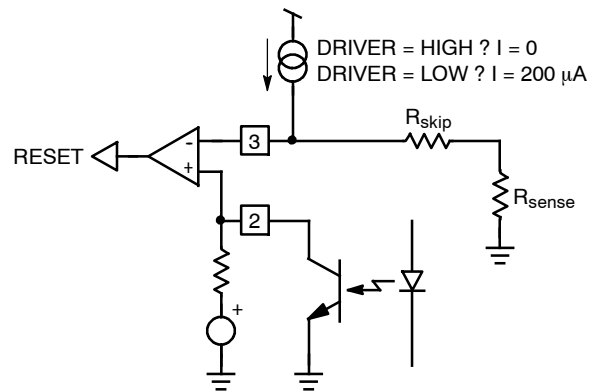 DRIVER = HIGH ? I = 0
DRIVER = LOW ? I = 200 μA
Rskip
3
-
RESET
+
Rsense
2
+